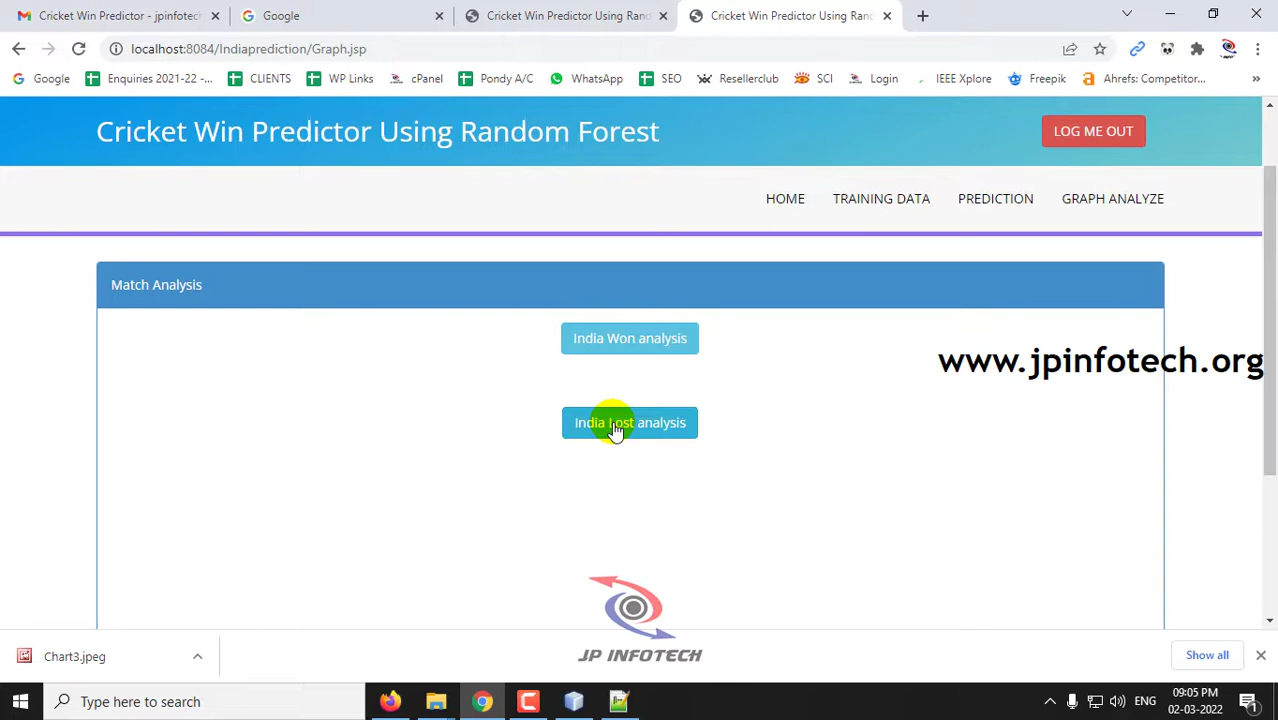 Cricket Win Predictor - jpinfotech
Google
Cricket Win Predictor Using Rand
Cricket Win Predictor Using Rand
localhost:8084/Indiaprediction/Graph.jsp
Google
Enquiries 2021-22 -...
CLIENTS
WP Links
cPanel
Pondy A/C
WhatsApp
SEO
Resellerclub
SCI
Login
IEEE Xplore
Freepik
Ahrefs: Competitor...
Cricket Win Predictor Using Random Forest
LOG ME OUT
HOME
TRAINING DATA
PREDICTION
GRAPH ANALYZE
Match Analysis
India Won analysis
www.jpinfotech.org
India Lost analysis
JP INFOTECH
Chart3.jpeg
Show all
Type here to search
ENG
09:05 PM
02-03-2022
1